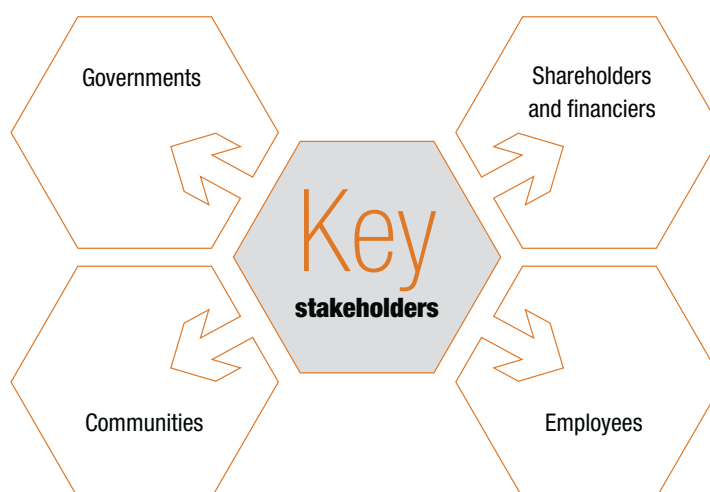 Governments
Shareholders
and financiers
Key
stakeholders
Communities
Employees